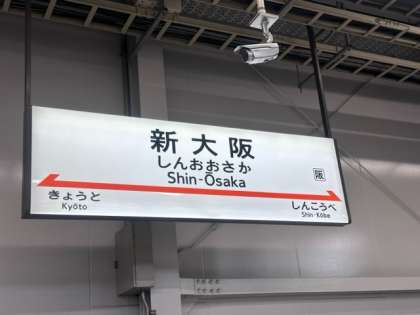 新大阪
しんおおさか
Shin-Ōsaka
阪
きょうと
Kyōto
しんこうべ
Shin-Kōbe